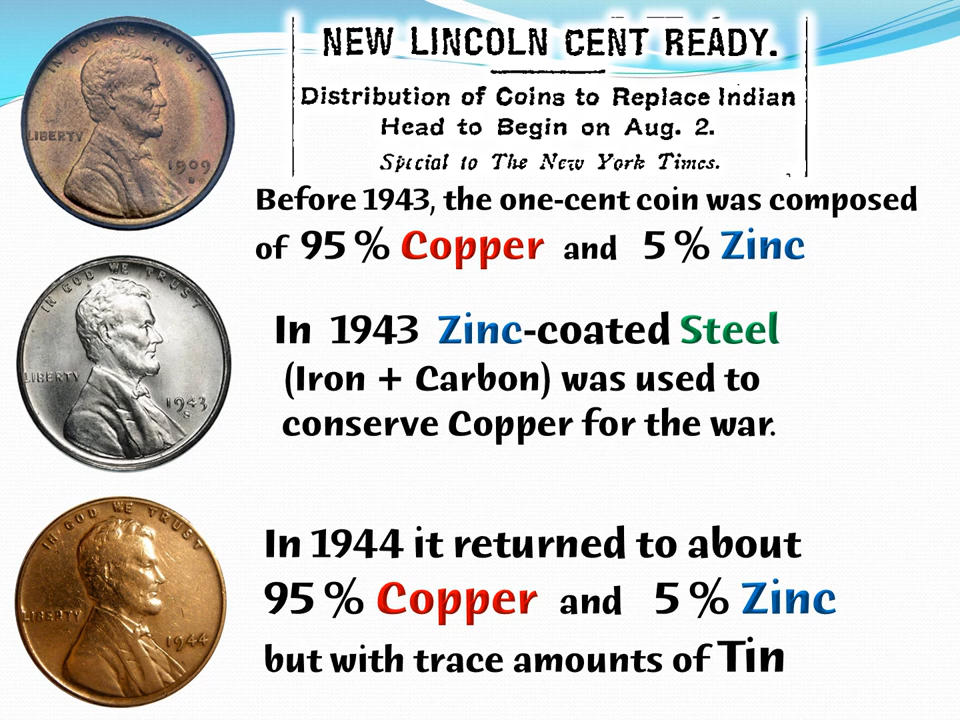 IN GOD WE TRUST
LIBERTY
1909
S
NEW LINCOLN CENT READY.
Distribution of Coins to Replace Indian
Head to Begin on Aug. 2.
Special to The New York Times.
Before 1943, the one-cent coin was composed
of 95 % Copper and 5 % Zinc
IN GOD WE TRUST
LIBERTY
1943
S
In 1943 Zinc-coated Steel
(Iron + Carbon) was used to
conserve Copper for the war.
IN GOD WE TRUST
LIBERTY
1944
In 1944 it returned to about
95 % Copper and 5 % Zinc
but with trace amounts of Tin